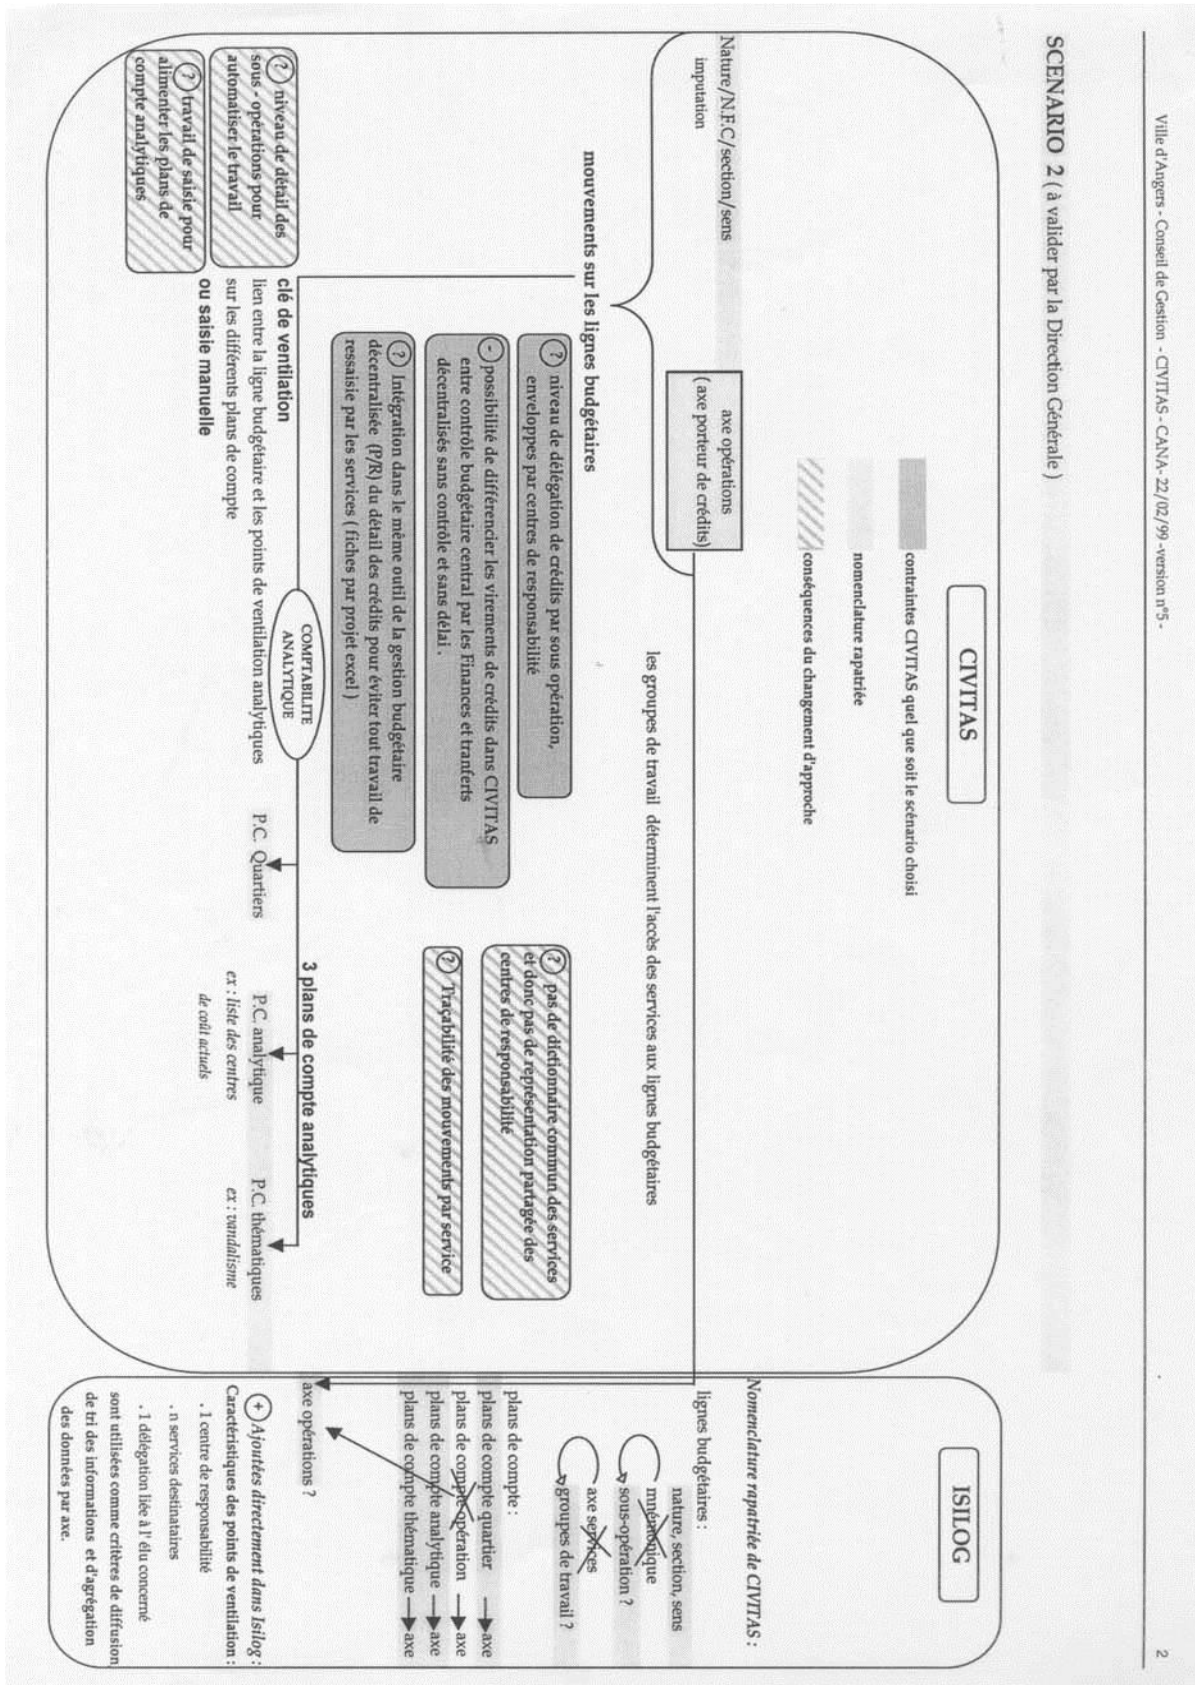 Ville d'Angers - Conseil de Gestion - CIVITAS - CANA- 22/02/99 -version n°5 -
2
SCENARIO 2 ( à valider par la Direction Générale )
CIVITAS
contraintes CIVITAS quel que soit le scénario choisi
nomenclature rapatriée
conséquences du changement d'approche
Nature/N.F.C/section/sens
imputation
axe opérations
( axe porteur de crédits)
les groupes de travail déterminent l'accès des services aux lignes budgétaires
mouvements sur les lignes budgétaires
? niveau de délégation de crédits par sous opération,
enveloppes par centres de responsabilité
- possibilité de différencier les virements de crédits dans CIVITAS
entre contrôle budgétaire central par les Finances et tranferts
décentralisés sans contrôle et sans délai .
? Intégration dans le même outil de la gestion budgétaire
décentralisée (P/R) du détail des crédits pour éviter tout travail de
ressaisie par les services ( fiches par projet excel )
? pas de dictionnaire commun des services
et donc pas de représentation partagée des
centres de responsabilité
? Traçabilité des mouvements par service
? niveau de détail des
sous - opérations pour
automatiser le travail
? travail de saisie pour
alimenter les plans de
compte analytiques
clé de ventilation
lien entre la ligne budgétaire et les points de ventilation analytiques
sur les différents plans de compte
ou saisie manuelle
COMPTABILITE
ANALYTIQUE
3 plans de compte analytiques
P.C. Quartiers
P.C. analytique
ex : liste des centres
de coût actuels
P.C. thématiques
ex : vandalisme
ISILOG
Nomenclature rapatriée de CIVITAS :
lignes budgétaires :
nature, section, sens
mnémonique
sous-opération ?
axe services
groupes de travail ?
plans de compte :
plans de compte quartier axe
plans de compte opération axe
plans de compte analytique axe
plans de compte thématique axe
axe opérations ?
+ Ajoutées directement dans Isilog :
Caractéristiques des points de ventilation :
. 1 centre de responsabilité
. n services destinataires
. 1 délégation liée à l' élu concerné
sont utilisées comme critères de diffusion,
de tri des informations et d'agrégation
des données par axe.